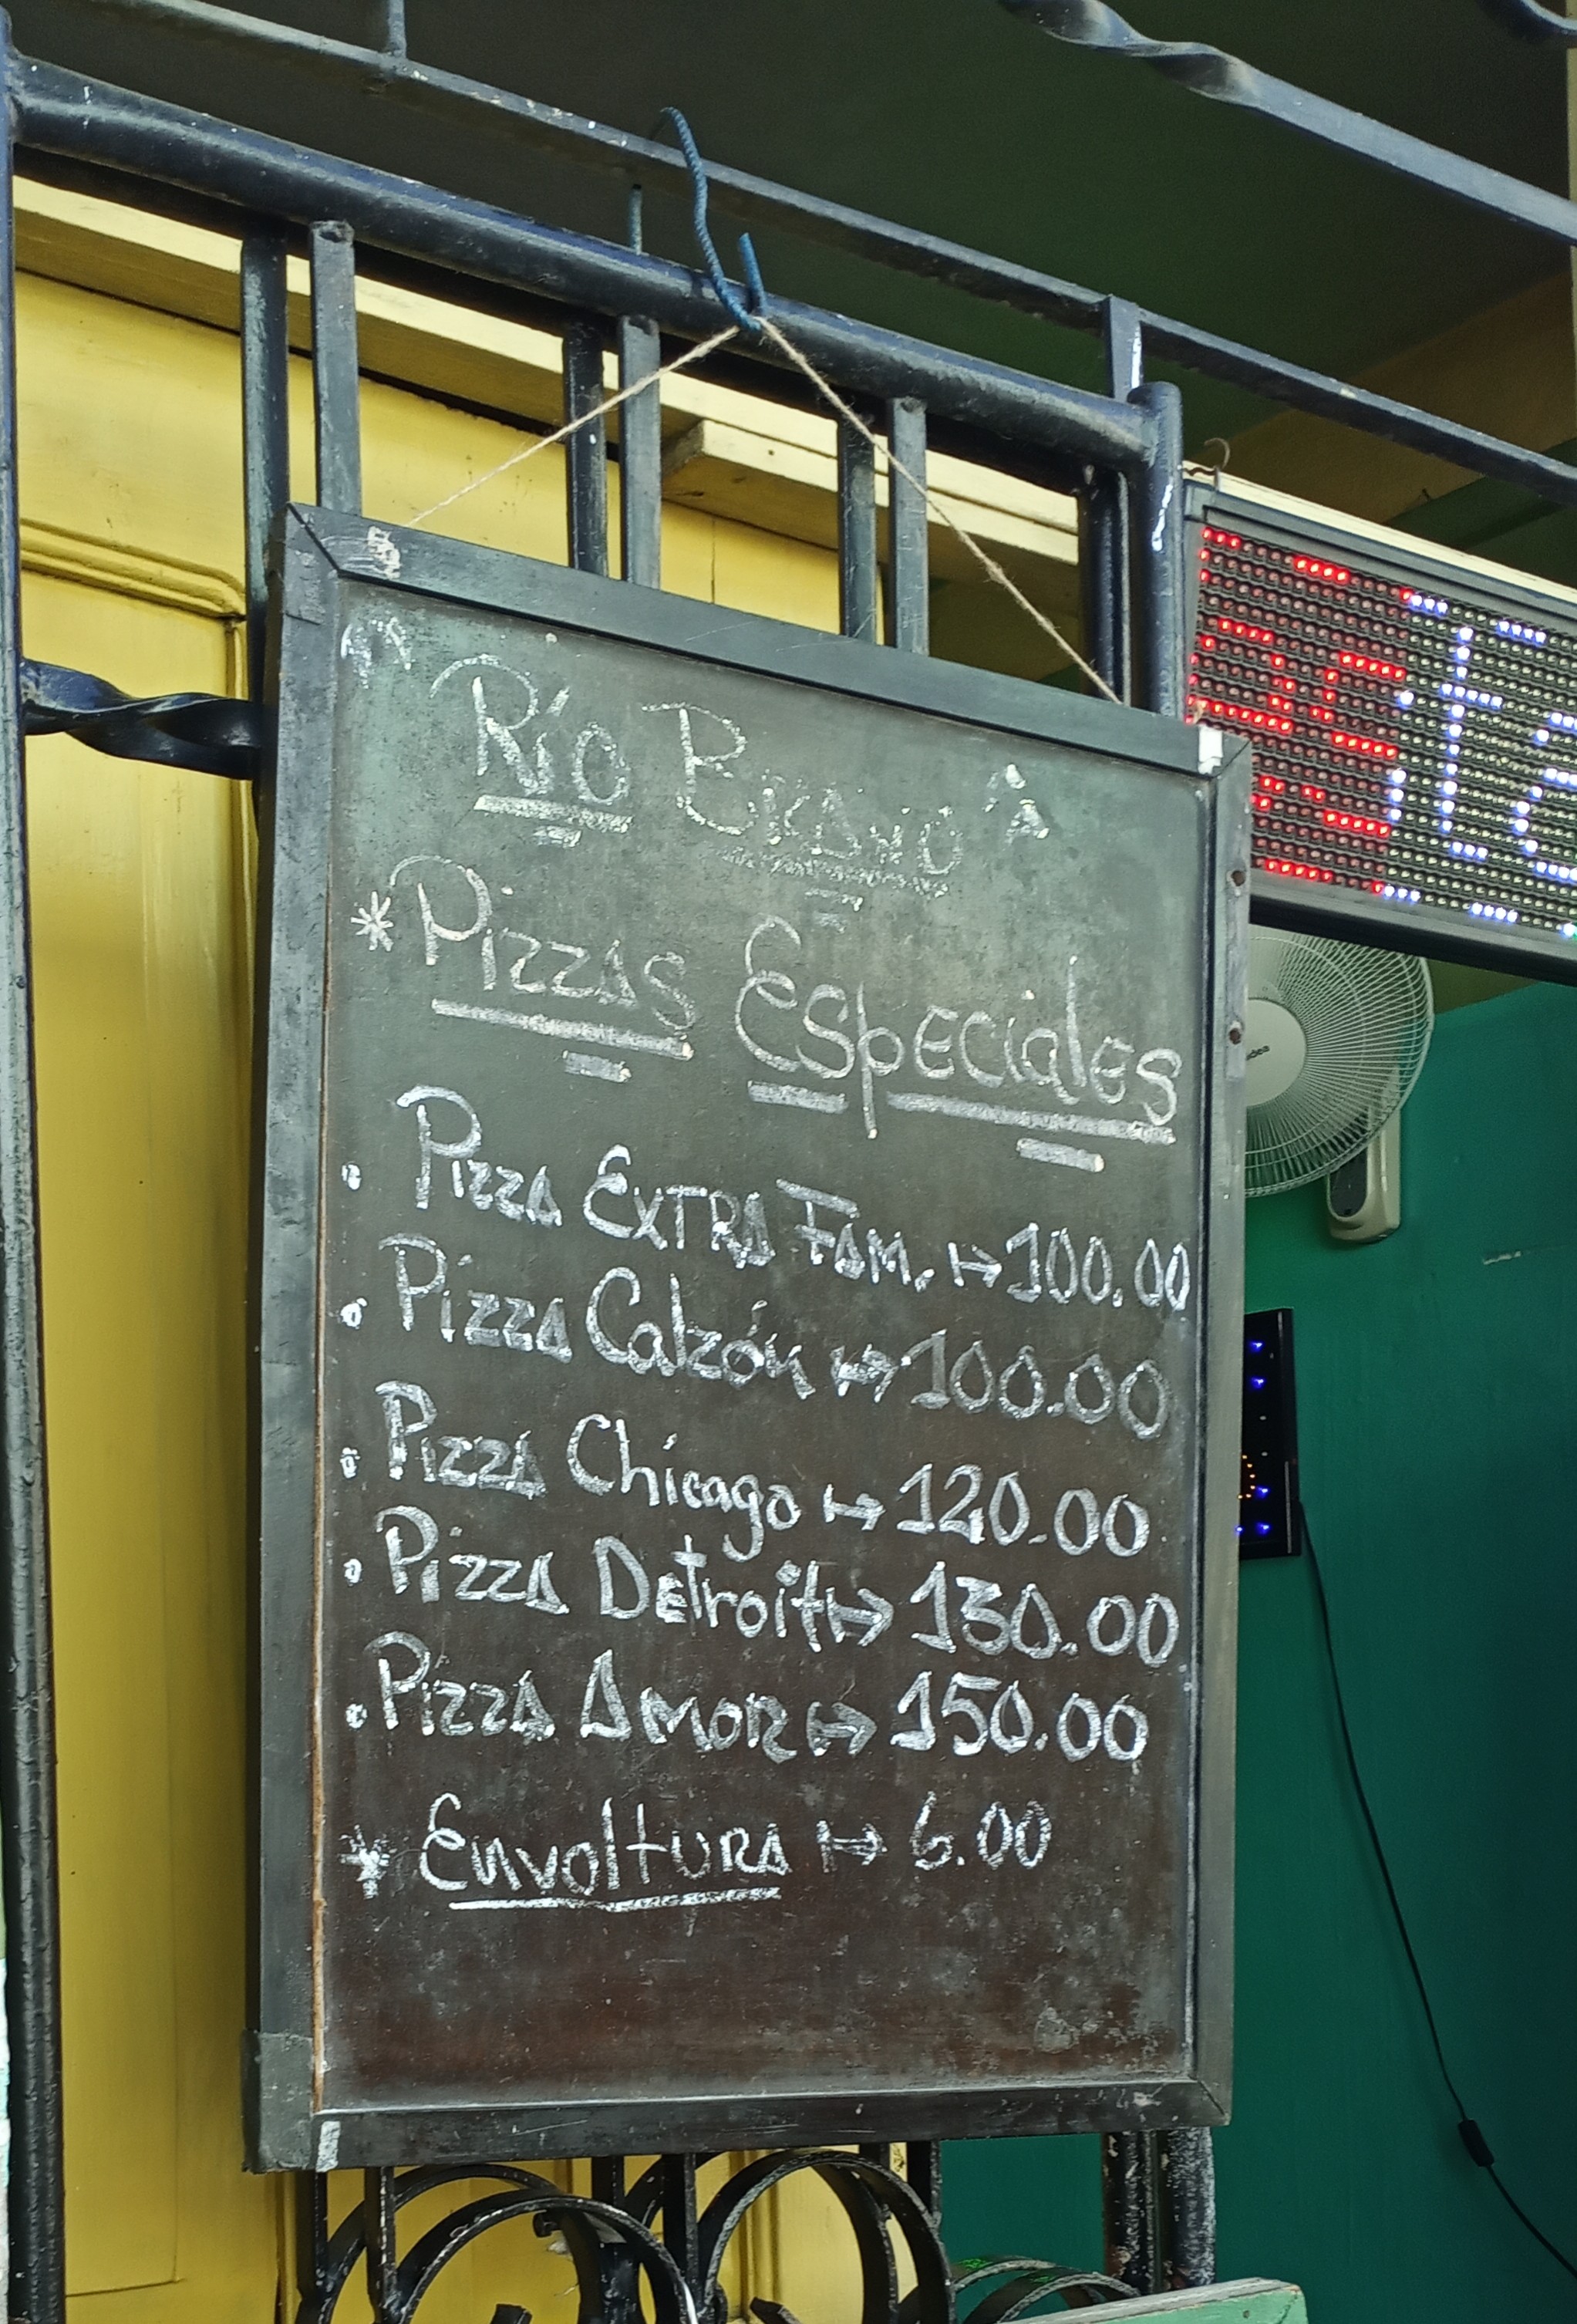 Río Bravo
* Pizzas Especiales
Pizza Extra Fam. ↦ 100.00
Pizza Calzón ↦ 100.00
Pizza Chicago ↦ 120.00
Pizza Detroit ↦ 130.00
Pizza Amor ↦ 150.00
* Envoltura ↦ 6.00